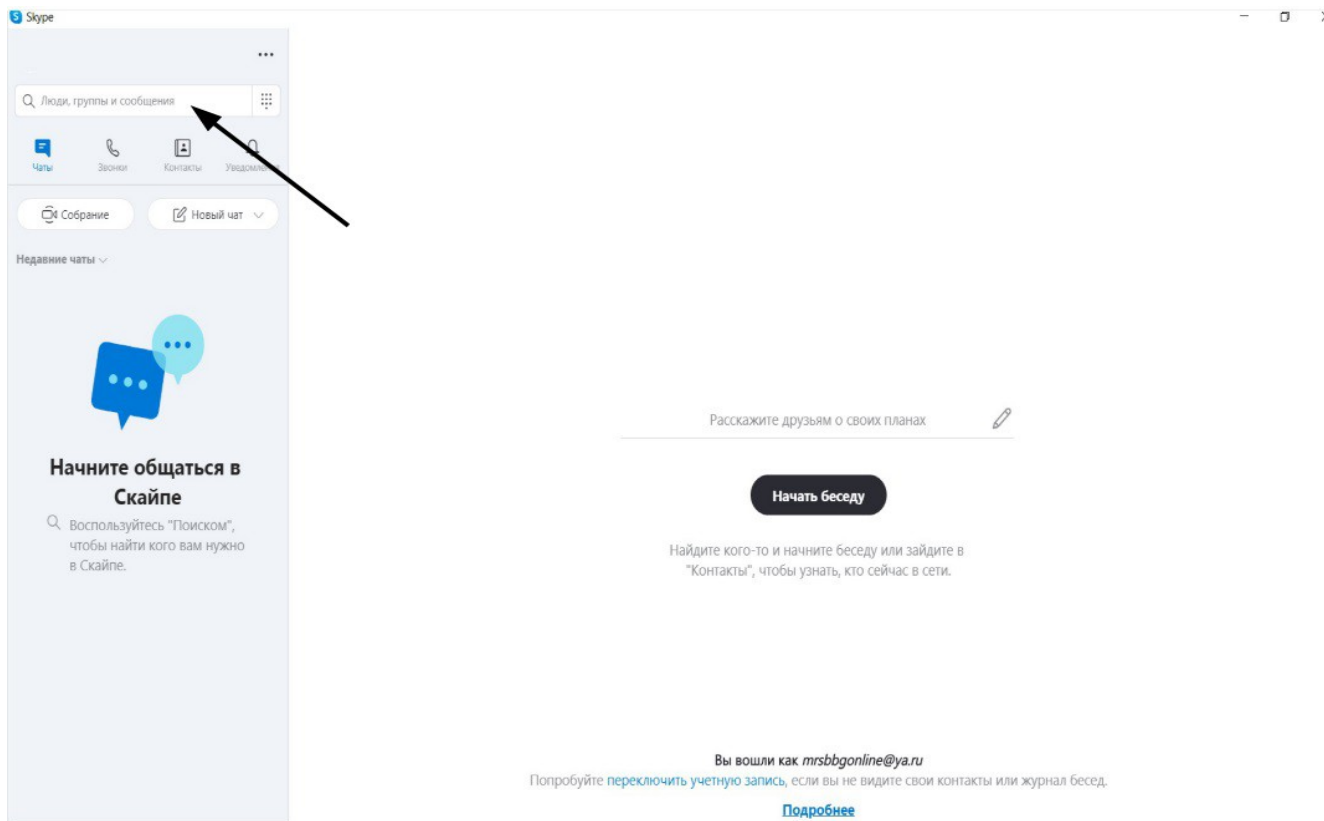 Skype
Люди, группы и сообщения
Чаты
Звонки
Контакты
Уведомления
Собрание
Новый чат
Недавние чаты
Начните общаться в
Скайпе
Воспользуйтесь "Поиском",
чтобы найти кого вам нужно
в Скайпе.
Расскажите друзьям о своих планах
Начать беседу
Найдите кого-то и начните беседу или зайдите в
"Контакты", чтобы узнать, кто сейчас в сети.
Вы вошли как mrsbbgonline@ya.ru
Попробуйте переключить учетную запись, если вы не видите свои контакты или журнал бесед.
Подробнее